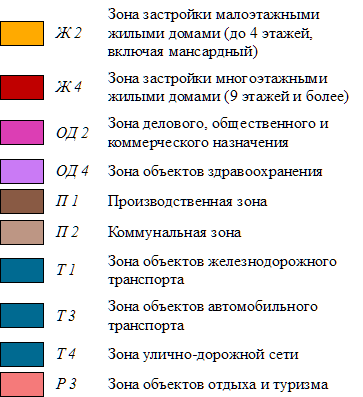 Зона застройки малоэтажными
Ж 2 жилыми домами (до 4 этажей,
включая мансардный)
Зона застройки многоэтажными
Ж 4 жилыми домами (9 этажей и более)
ОД 2 Зона делового, общественного и
коммерческого назначения
ОД 4 Зона объектов здравоохранения
П 1 Производственная зона
П 2 Коммунальная зона
Т 1 Зона объектов железнодорожного
транспорта
Т 3 Зона объектов автомобильного
транспорта
Т 4 Зона улично-дорожной сети
Р 3 Зона объектов отдыха и туризма